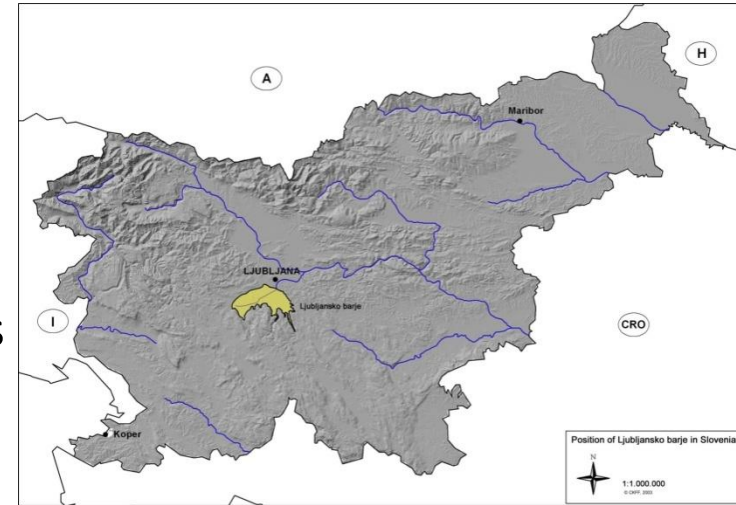 H
A
Maribor
LJUBLJANA
Ljubljansko barje
I
S
CRO
Koper
Position of Ljubljansko barje in Slovenia
N
1:1.000.000